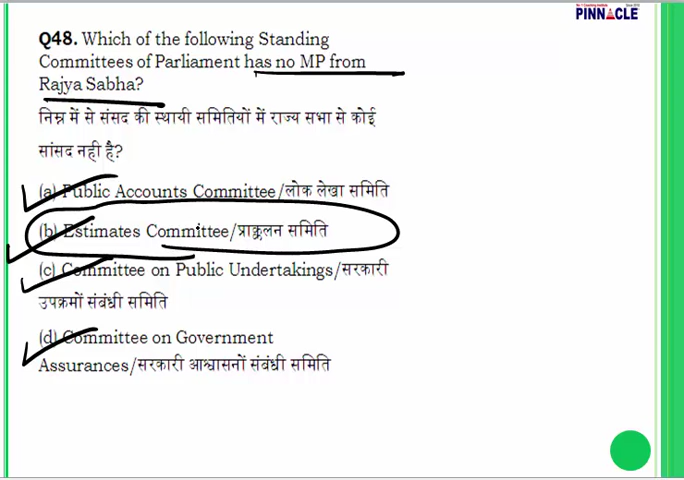 PINNACLE
Q48. Which of the following Standing
Committees of Parliament has no MP from
Rajya Sabha?
निम्न में से संसद की स्थायी समितियों में राज्य सभा से कोई
सांसद नही है?
(a) Public Accounts Committee/लोक लेखा समिति
(b) Estimates Committee/प्राक्कलन समिति
(c) Committee on Public Undertakings/सरकारी
उपक्रमों संबंधी समिति
(d) Committee on Government
Assurances/सरकारी आश्वासनों संबंधी समिति